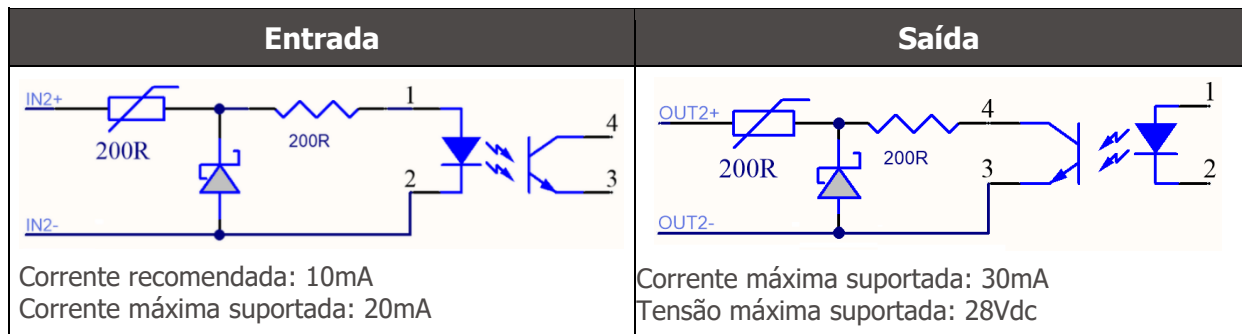 Entrada
Saída
IN2+
200R
200R
1
2
4
3
IN2-
OUT2+
200R
200R
4
3
1
2
OUT2-
Corrente recomendada: 10mA
Corrente máxima suportada: 20mA
Corrente máxima suportada: 30mA
Tensão máxima suportada: 28Vdc